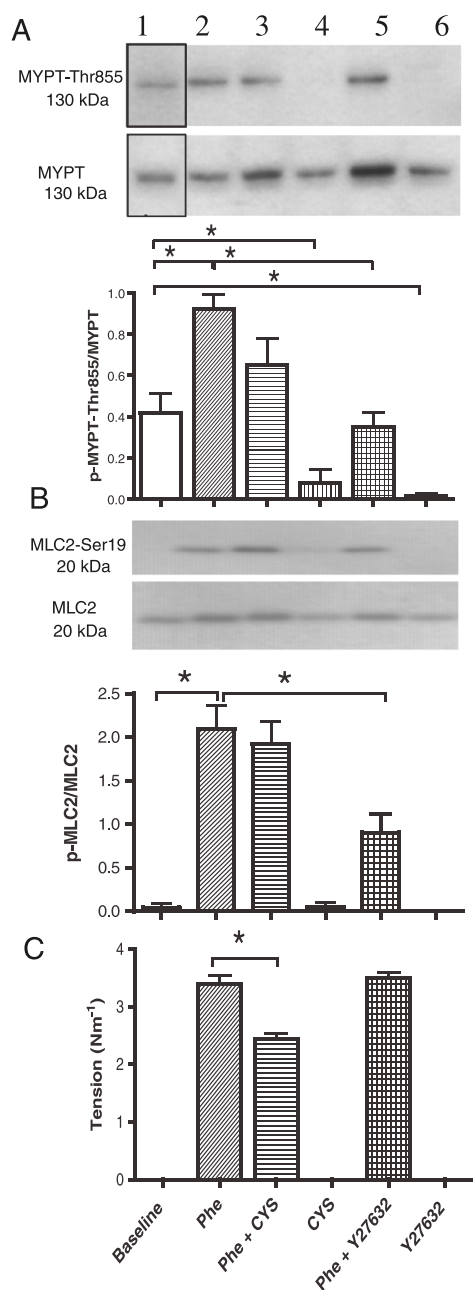 A
1 2 3 4 5 6
MYPT-Thr855
130 kDa
MYPT
130 kDa
*
* *
*
p-MYPT-Thr855/MYPT
1.0
0.8
0.6
0.4
0.2
0.0
B
MLC2-Ser19
20 kDa
MLC2
20 kDa
* *
p-MLC2/MLC2
2.5
2.0
1.5
1.0
0.5
0.0
C
*
Tension (Nm⁻¹)
4
3
2
1
0
Baseline
Phe
Phe + CYS
CYS
Phe + Y27632
Y27632